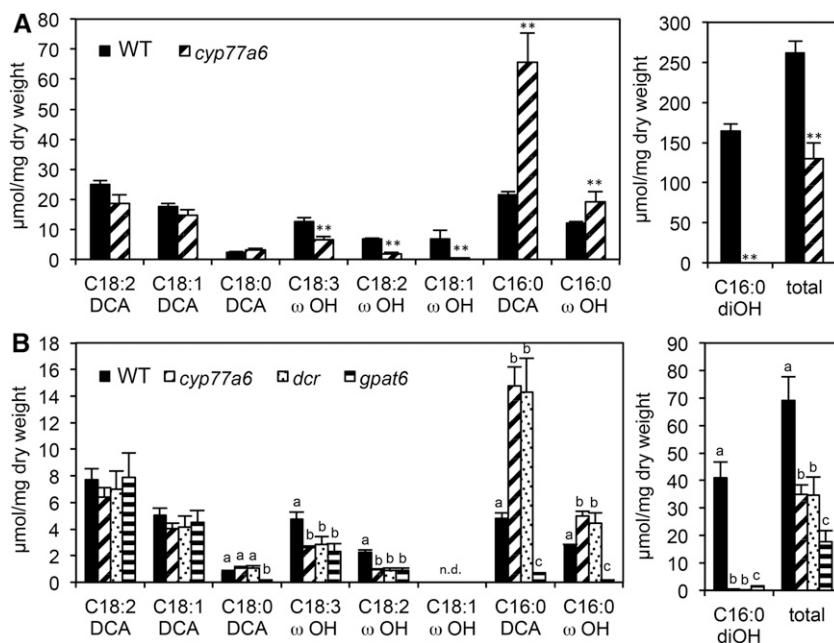 A
µmol/mg dry weight
80
70
60
50
40
30
20
10
0
WT cyp77a6
** ** ** ** **
C18:2 C18:1 C18:0 C18:3 C18:2 C18:1 C16:0 C16:0
DCA DCA DCA ω OH ω OH ω OH DCA ω OH
µmol/mg dry weight
300
250
200
150
100
50
0
** **
C16:0 total
diOH
B
µmol/mg dry weight
18
16
14
12
10
8
6
4
2
0
WT cyp77a6 dcr gpat6
a a a b a b b b a b b b n.d. a b b c a b b c
C18:2 C18:1 C18:0 C18:3 C18:2 C18:1 C16:0 C16:0
DCA DCA DCA ω OH ω OH ω OH DCA ω OH
µmol/mg dry weight
90
80
70
60
50
40
30
20
10
0
a b b c a b b c
C16:0 total
diOH